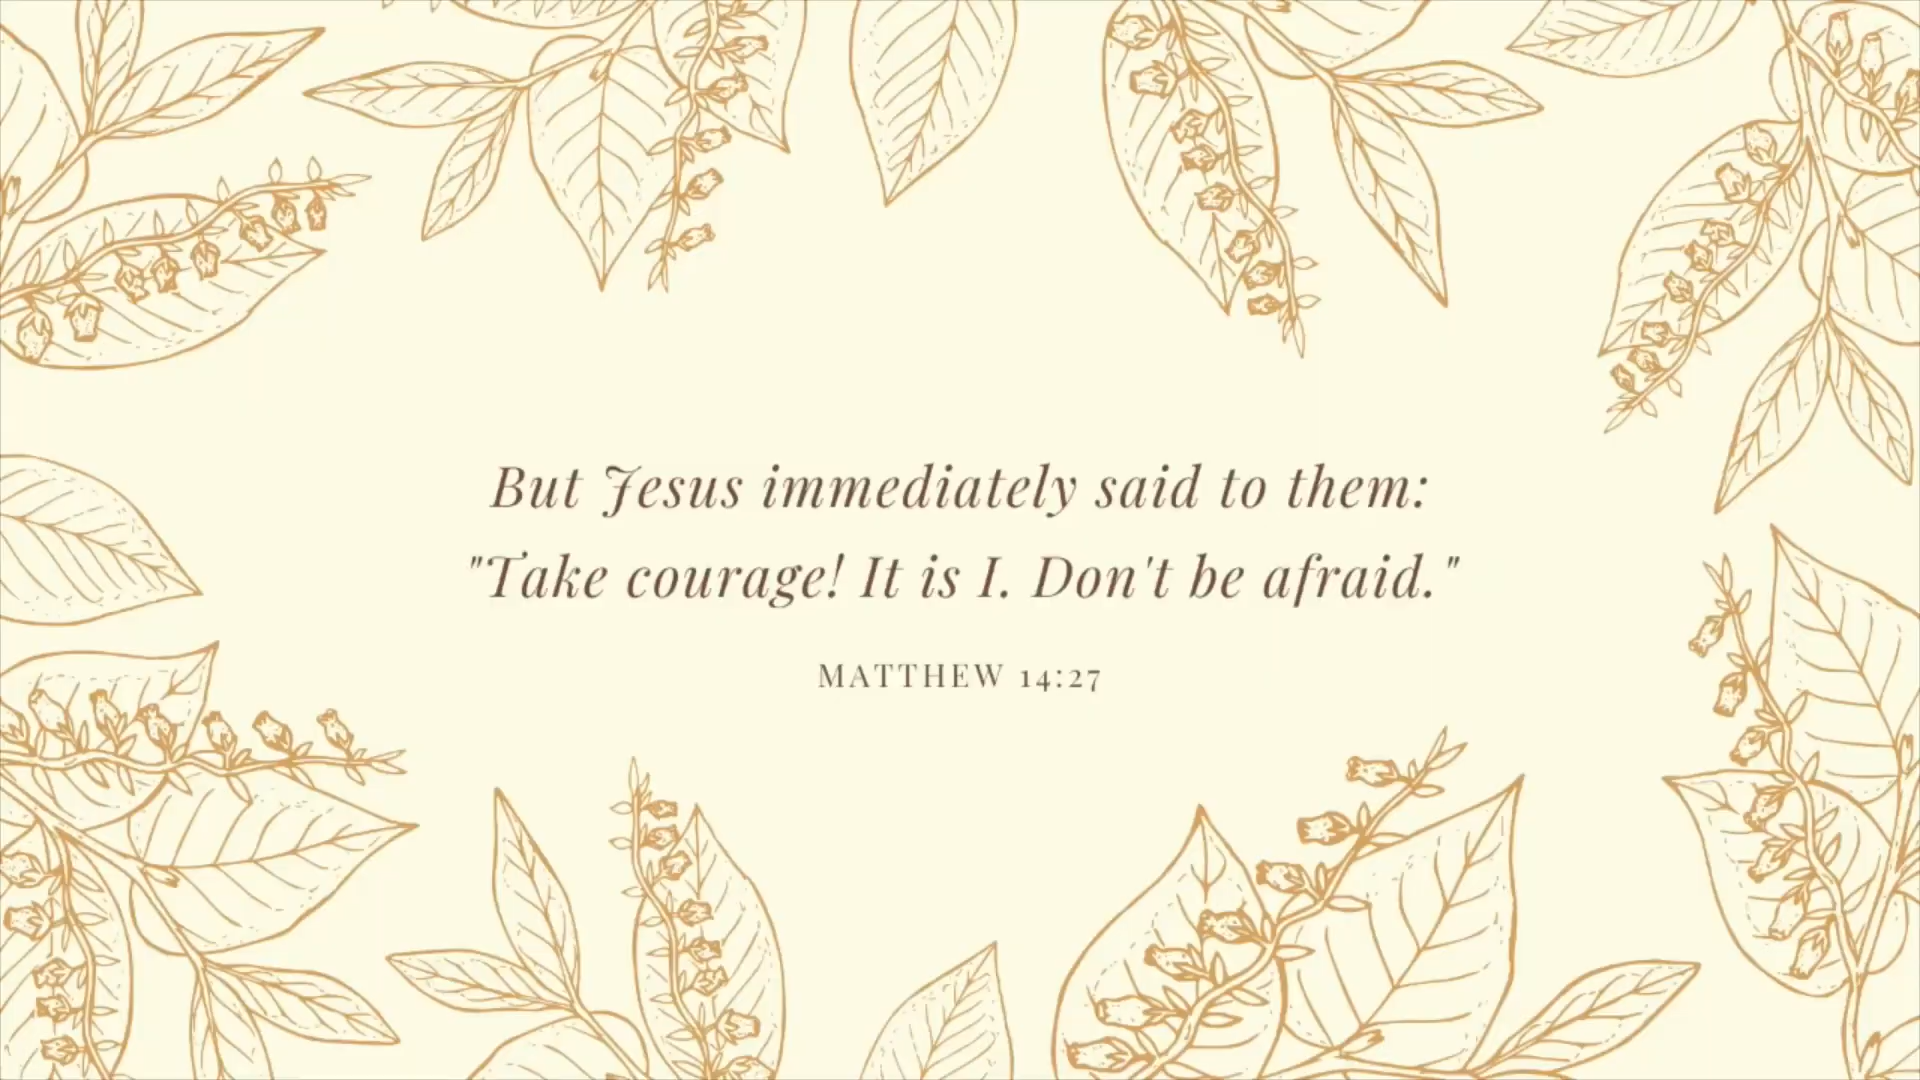 But Jesus immediately said to them:
"Take courage! It is I. Don't be afraid."
MATTHEW 14:27